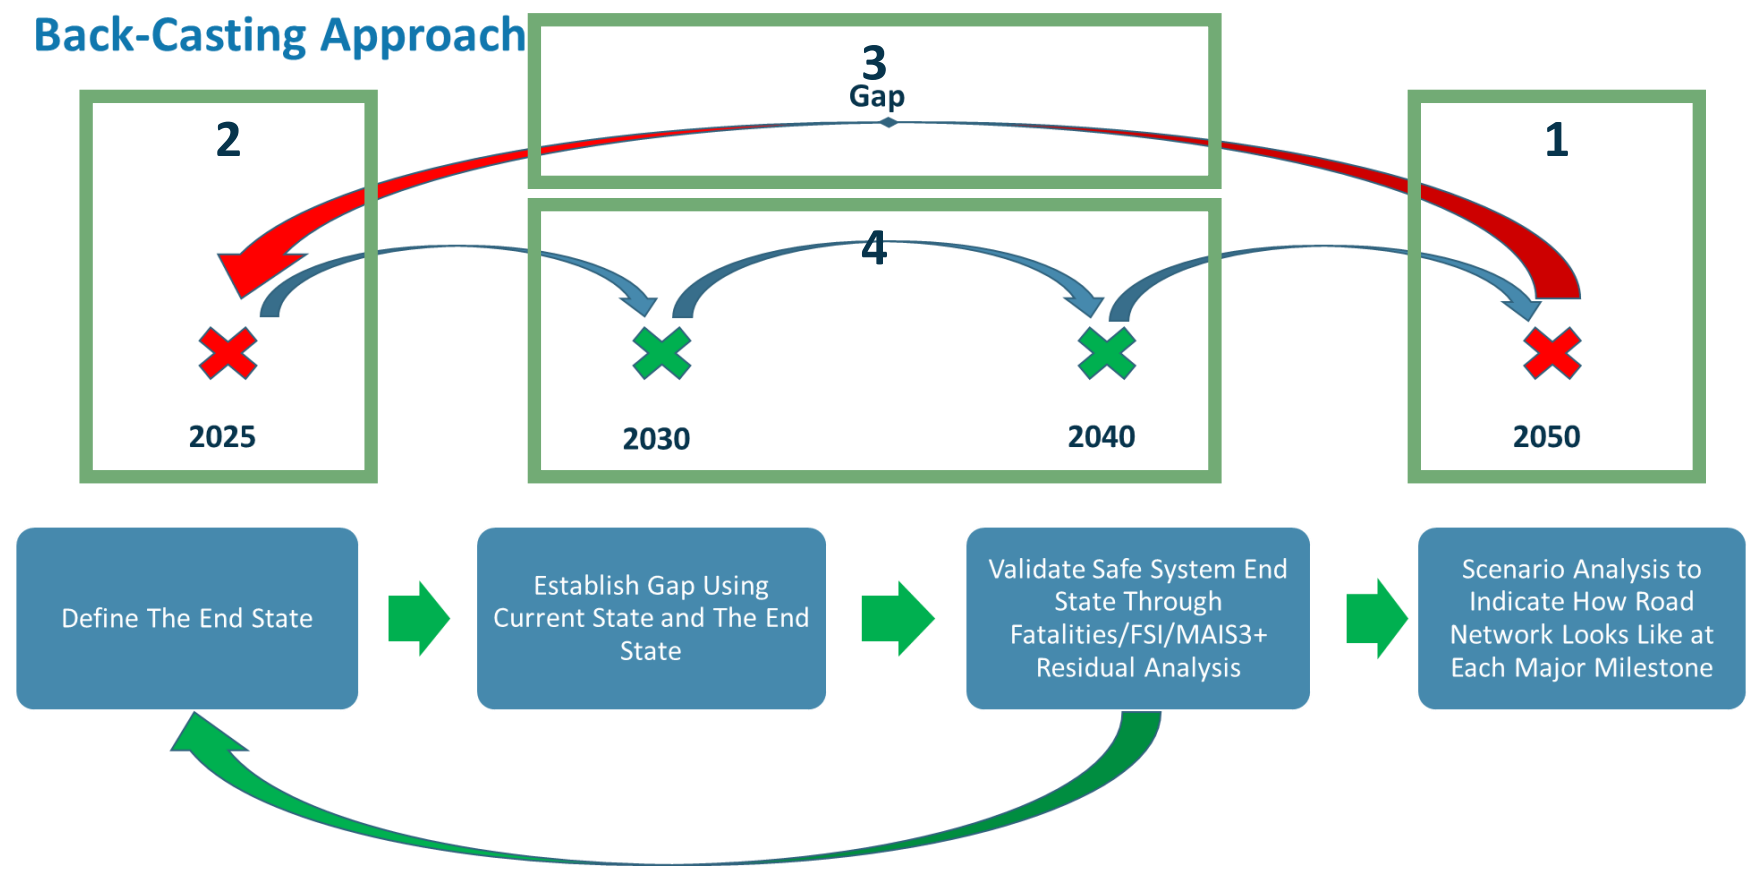 Back-Casting Approach
3
Gap
2
1
4
2025
2030
2040
2050
Define The End State
Establish Gap Using
Current State and The End
State
Validate Safe System End
State Through
Fatalities/FSI/MAIS3+
Residual Analysis
Scenario Analysis to
Indicate How Road
Network Looks Like at
Each Major Milestone